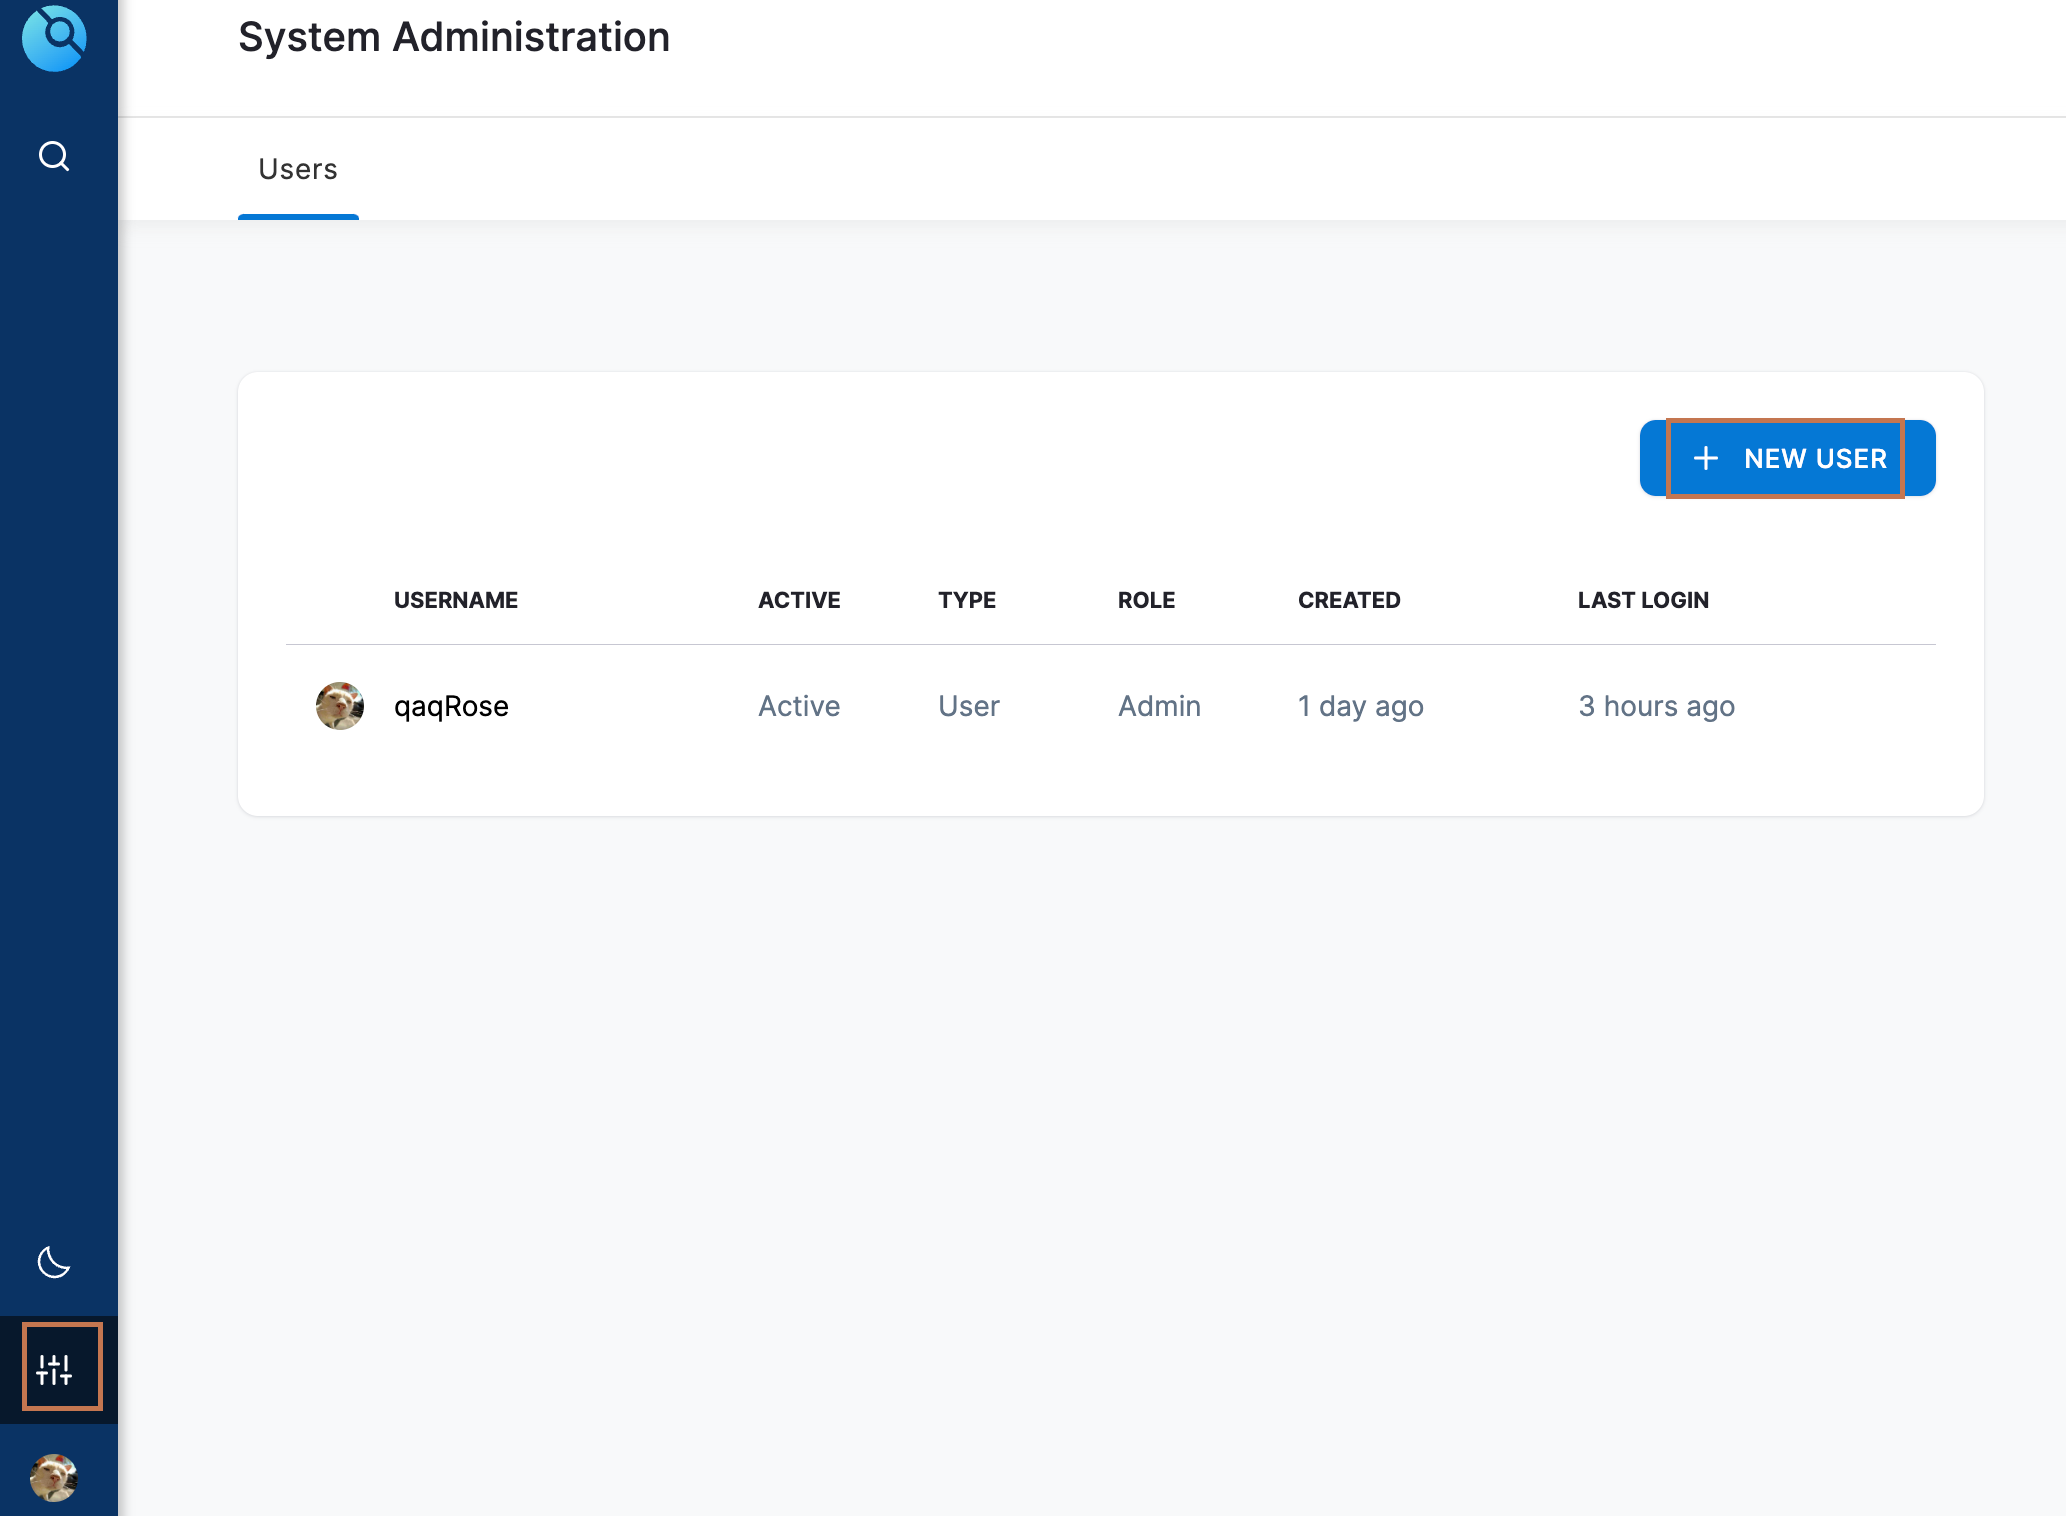 System Administration
Users
NEW USER
USERNAME ACTIVE TYPE ROLE CREATED LAST LOGIN
qaqRose Active User Admin 1 day ago 3 hours ago